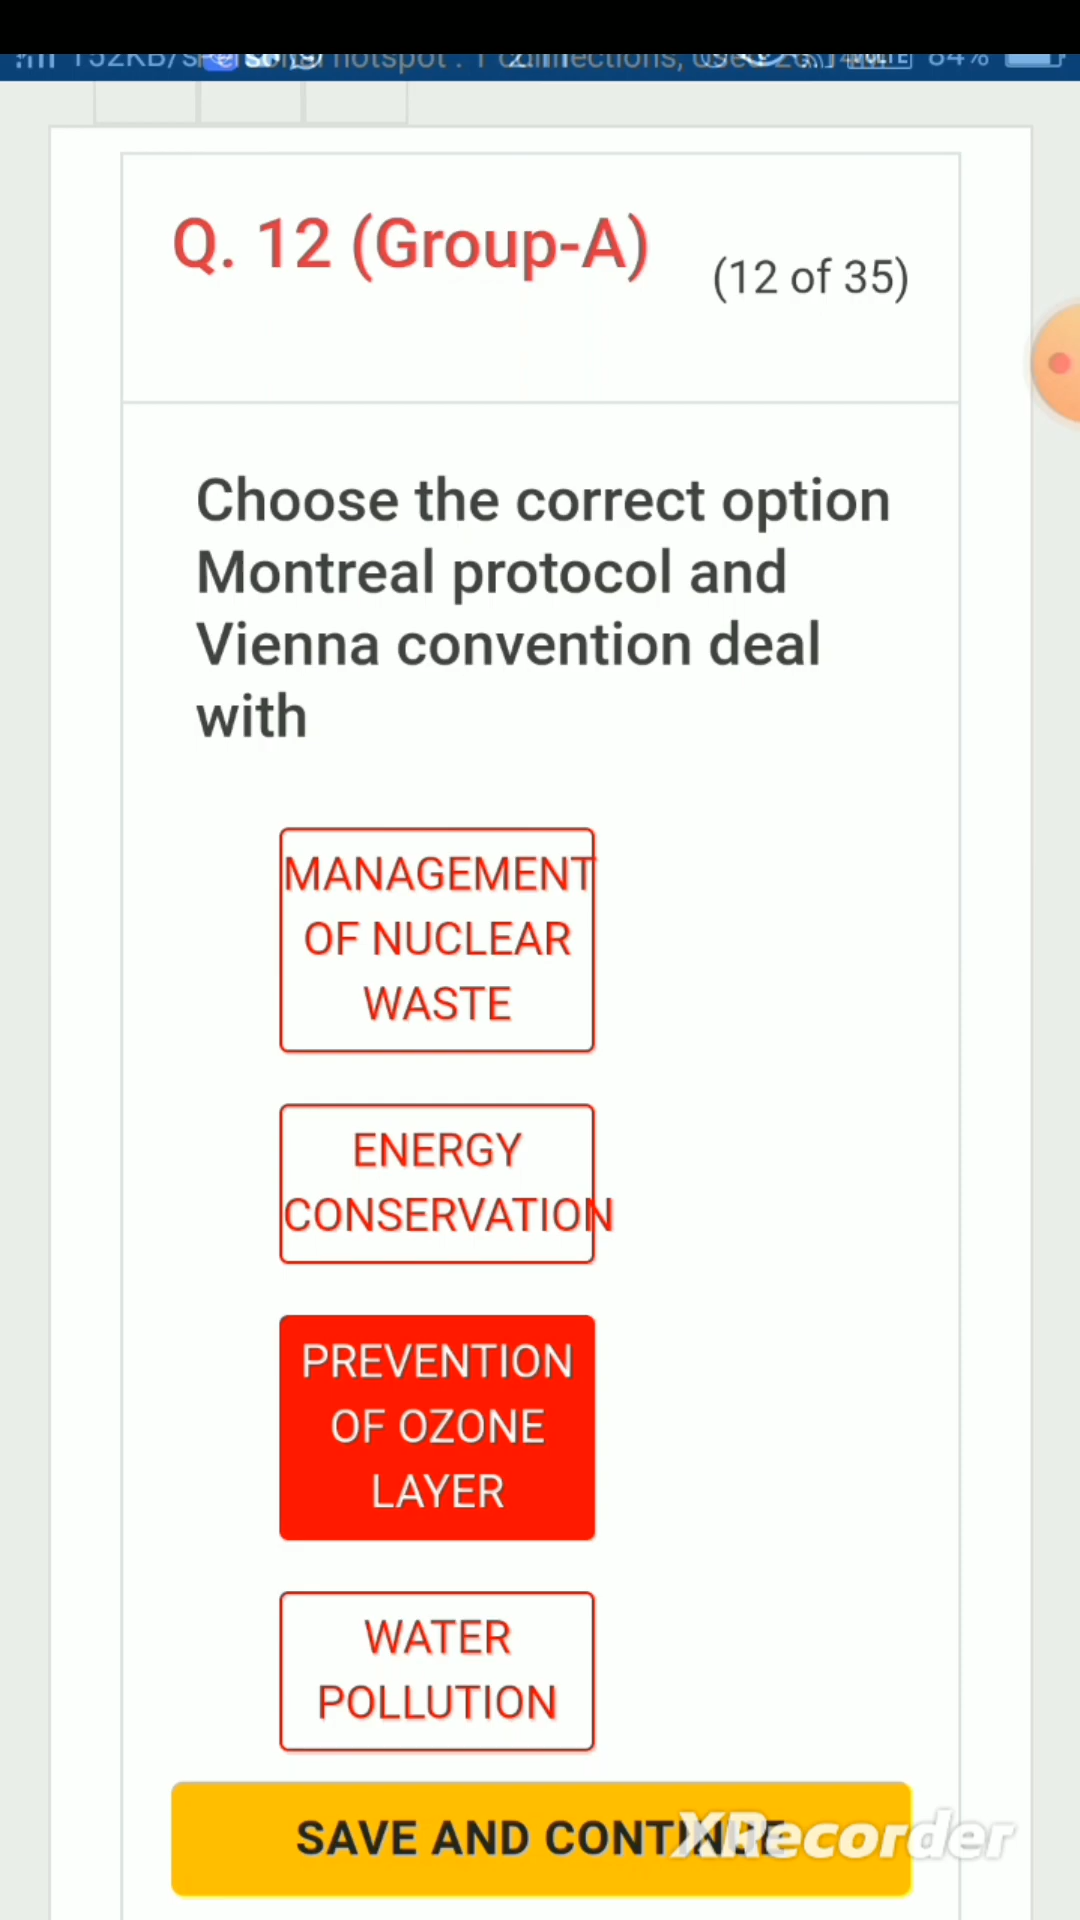 Q. 12 (Group-A)
(12 of 35)
Choose the correct option
Montreal protocol and
Vienna convention deal
with
MANAGEMENT
OF NUCLEAR
WASTE
ENERGY
CONSERVATION
PREVENTION
OF OZONE
LAYER
WATER
POLLUTION
SAVE AND CONTINUE
XRecorder